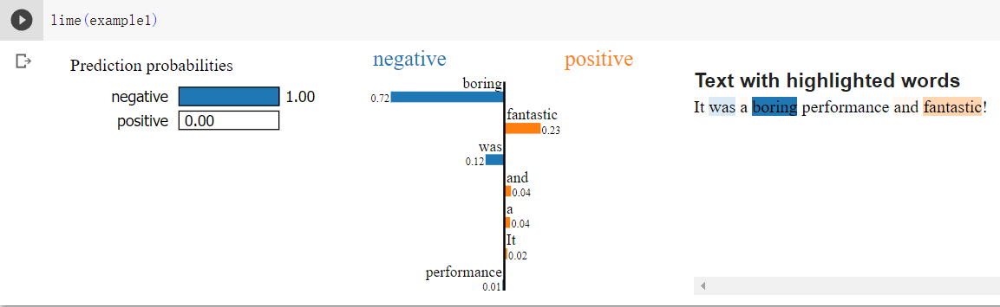 lime(example1)
Prediction probabilities
negative 1.00
positive 0.00
negative positive
boring
0.72
fantastic
0.23
was
0.12
and
0.04
a
0.04
It
0.02
performance
0.01
Text with highlighted words
It was a boring performance and fantastic!